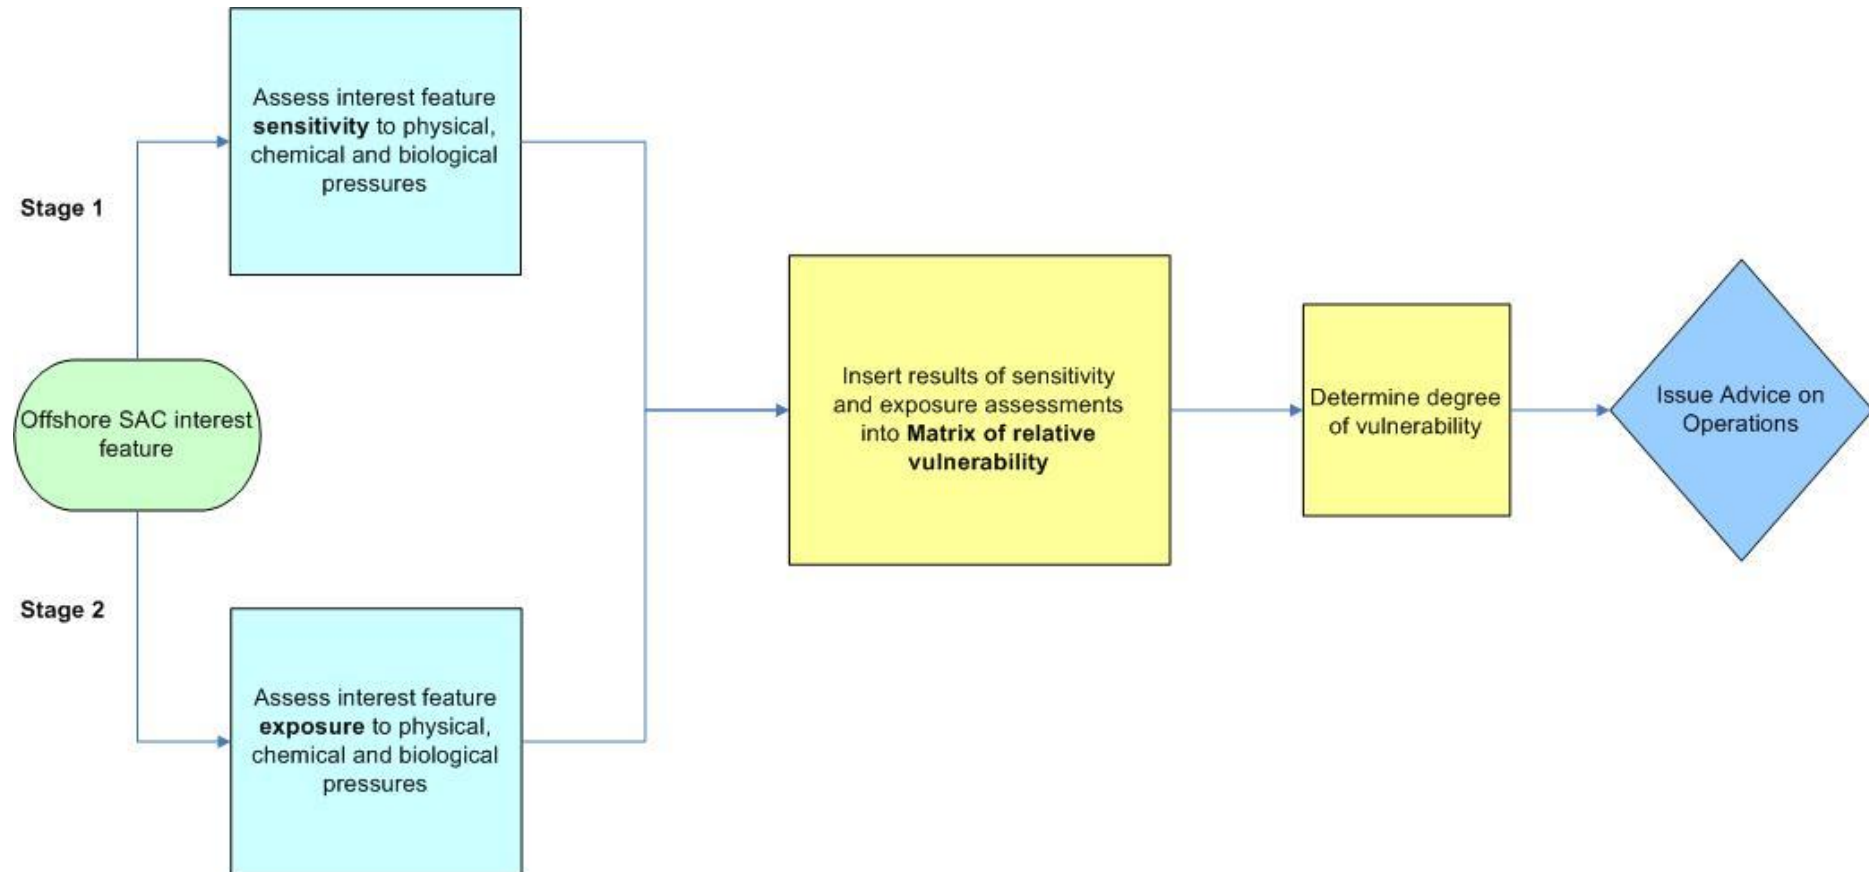 Assess interest feature
sensitivity to physical,
chemical and biological
pressures
Stage 1
Offshore SAC interest
feature
Stage 2
Assess interest feature
exposure to physical,
chemical and biological
pressures
Insert results of sensitivity
and exposure assessments
into Matrix of relative
vulnerability
Determine degree
of vulnerability
Issue Advice on
Operations